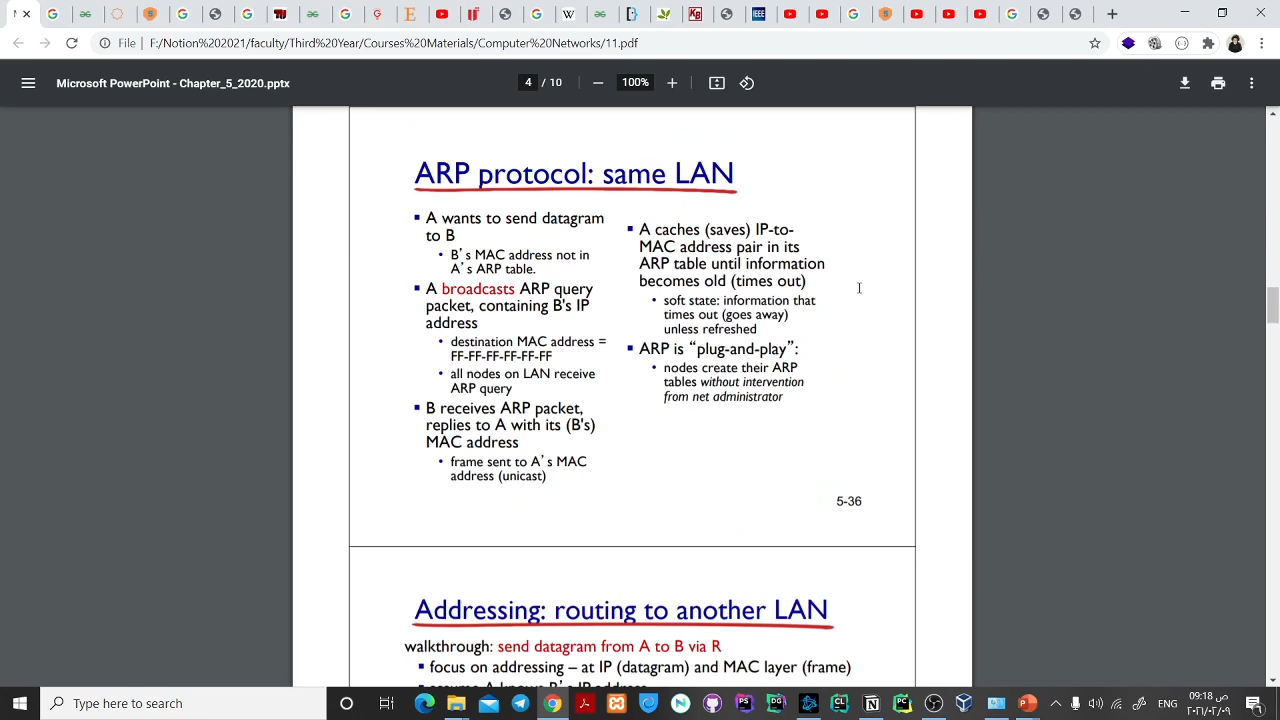 File
F:/Notion%202021/faculty/Third Year/Courses%20Materials/Computer%20Networks/11.pdf
Microsoft PowerPoint - Chapter_5_2020.pptx
4 / 10
100%
ARP protocol: same LAN
▪ A wants to send datagram
to B
• B's MAC address not in
A's ARP table.
▪ A broadcasts ARP query
packet, containing B's IP
address
• destination MAC address =
FF-FF-FF-FF-FF-FF
• all nodes on LAN receive
ARP query
▪ B receives ARP packet,
replies to A with its (B's)
MAC address
• frame sent to A's MAC
address (unicast)
▪ A caches (saves) IP-to-
MAC address pair in its
ARP table until information
becomes old (times out)
• soft state: information that
times out (goes away)
unless refreshed
▪ ARP is “plug-and-play”:
• nodes create their ARP
tables without intervention
from net administrator
5-36
Addressing: routing to another LAN
walkthrough: send datagram from A to B via R
▪ focus on addressing – at IP (datagram) and MAC layer (frame)
Type here to search
ENG
09:18 ص